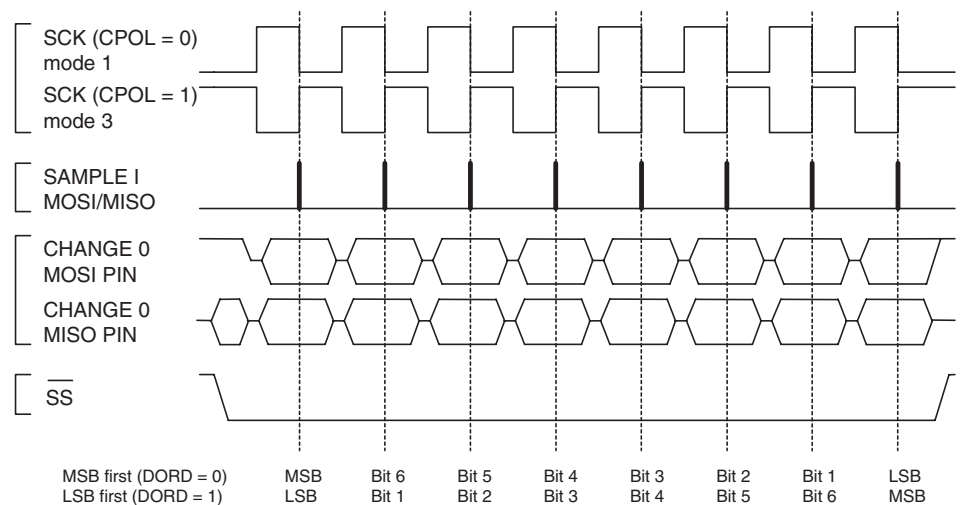 SCK (CPOL = 0)
mode 1
SCK (CPOL = 1)
mode 3
SAMPLE I
MOSI/MISO
CHANGE 0
MOSI PIN
CHANGE 0
MISO PIN
SS
MSB first (DORD = 0) MSB Bit 6 Bit 5 Bit 4 Bit 3 Bit 2 Bit 1 LSB
LSB first (DORD = 1) LSB Bit 1 Bit 2 Bit 3 Bit 4 Bit 5 Bit 6 MSB